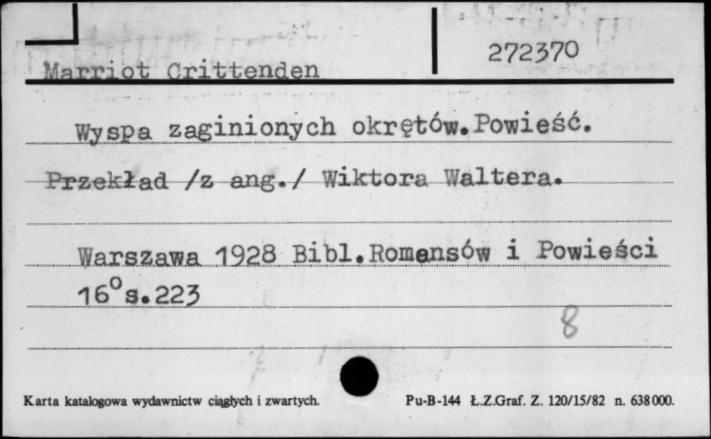 272370
Marriot Crittenden
Wyspa zaginionych okrętów.Powieść.
Przekład /z ang./ Wiktora Waltera.
Warszawa 1928 Bibl.Romansów i Powieści
16° s.223
8
Karta katalogowa wydawnictw ciągłych i zwartych. Pu-B-144 Ł.Z.Graf. Z. 120/15/82 n. 638000.